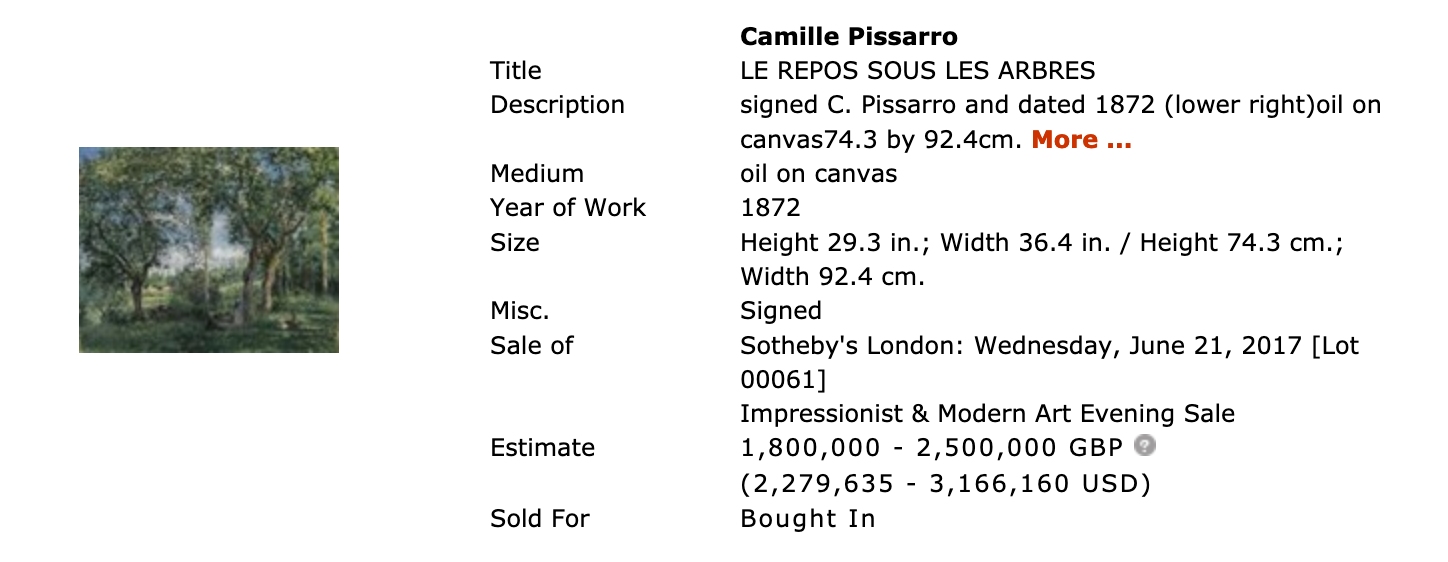 Camille Pissarro
Title LE REPOS SOUS LES ARBRES
Description signed C. Pissarro and dated 1872 (lower right)oil on
canvas74.3 by 92.4cm. More ...
Medium oil on canvas
Year of Work 1872
Size Height 29.3 in.; Width 36.4 in. / Height 74.3 cm.;
Width 92.4 cm.
Misc. Signed
Sale of Sotheby's London: Wednesday, June 21, 2017 [Lot
00061]
Impressionist & Modern Art Evening Sale
Estimate 1,800,000 - 2,500,000 GBP ?
(2,279,635 - 3,166,160 USD)
Sold For Bought In